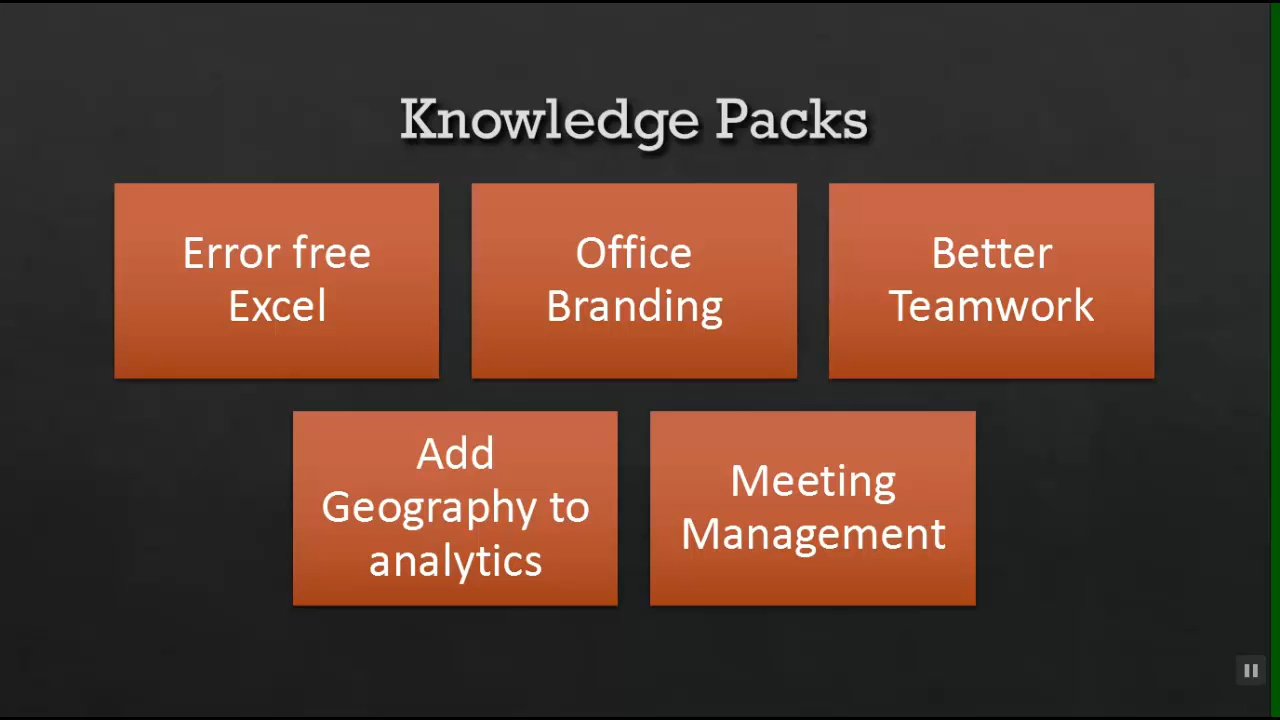 Knowledge Packs
Error free
Excel
Office
Branding
Better
Teamwork
Add
Geography to
analytics
Meeting
Management